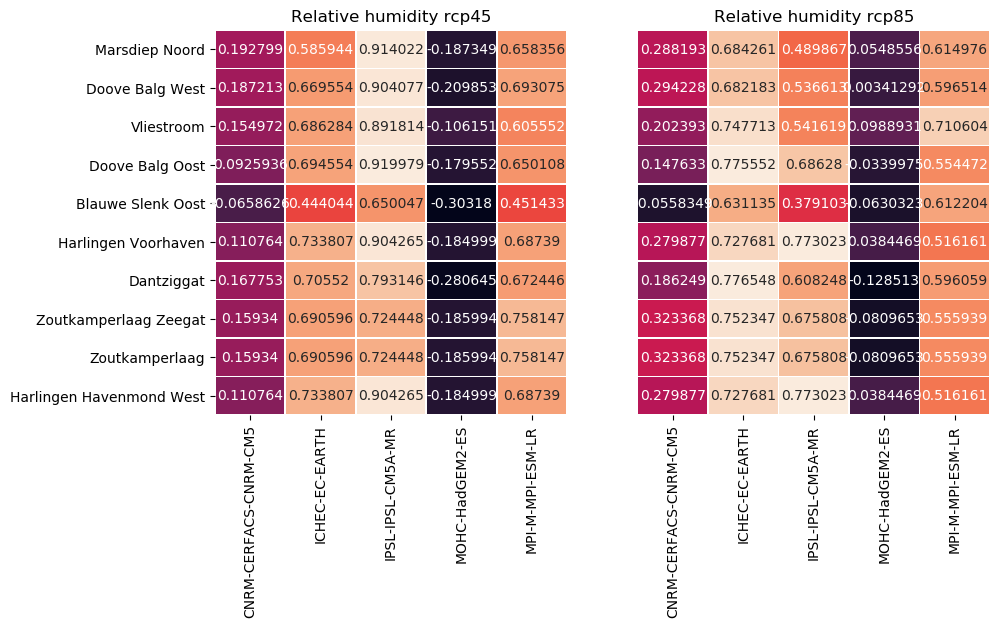 Relative humidity rcp45 Relative humidity rcp85
Marsdiep Noord 0.192799 0.585944 0.914022 -0.187349 0.658356 0.288193 0.684261 0.489867 0.0548556 0.614976
Doove Balg West 0.187213 0.669554 0.904077 -0.209853 0.693075 0.294228 0.682183 0.536613 0.00341292 0.596514
Vliestroom 0.154972 0.686284 0.891814 -0.106151 0.605552 0.202393 0.747713 0.541619 0.0988931 0.710604
Doove Balg Oost 0.0925936 0.694554 0.919979 -0.179552 0.650108 0.147633 0.775552 0.68628 -0.0339975 0.554472
Blauwe Slenk Oost -0.0658626 0.444044 0.650047 -0.30318 0.451433 -0.0558349 0.631135 0.379103 -0.0630323 0.612204
Harlingen Voorhaven 0.110764 0.733807 0.904265 -0.184999 0.68739 0.279877 0.727681 0.773023 0.0384469 0.516161
Dantziggat 0.167753 0.70552 0.793146 -0.280645 0.672446 0.186249 0.776548 0.608248 -0.128513 0.596059
Zoutkamperlaag Zeegat 0.15934 0.690596 0.724448 -0.185994 0.758147 0.323368 0.752347 0.675808 -0.0809653 0.555939
Zoutkamperlaag 0.15934 0.690596 0.724448 -0.185994 0.758147 0.323368 0.752347 0.675808 -0.0809653 0.555939
Harlingen Havenmond West 0.110764 0.733807 0.904265 -0.184999 0.68739 0.279877 0.727681 0.773023 0.0384469 0.516161
CNRM-CERFACS-CNRM-CM5
ICHEC-EC-EARTH
IPSL-IPSL-CM5A-MR
MOHC-HadGEM2-ES
MPI-M-MPI-ESM-LR
CNRM-CERFACS-CNRM-CM5
ICHEC-EC-EARTH
IPSL-IPSL-CM5A-MR
MOHC-HadGEM2-ES
MPI-M-MPI-ESM-LR